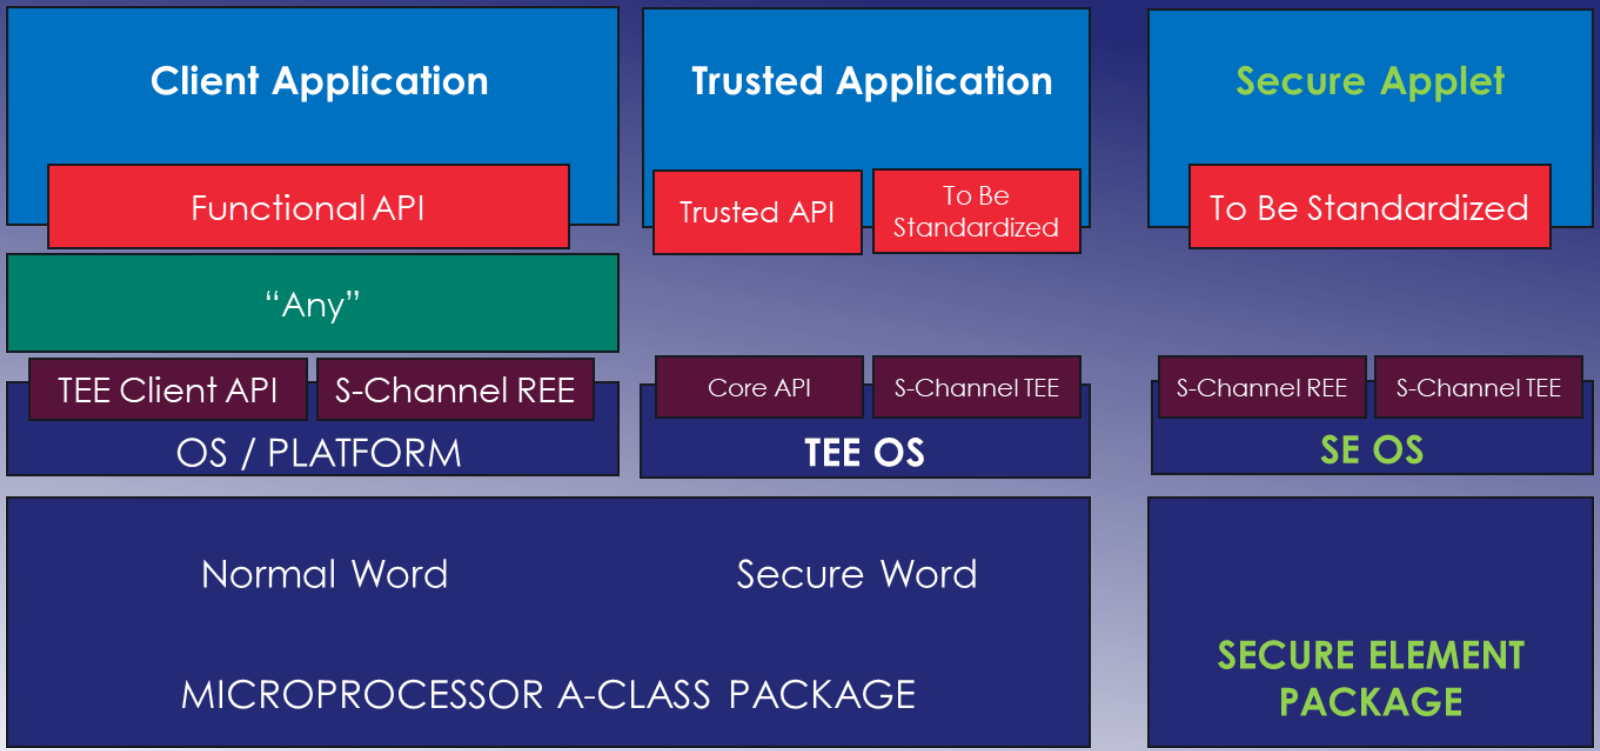 Client Application
Trusted Application
Secure Applet
Functional API
Trusted API
To Be
Standardized
To Be Standardized
“Any”
TEE Client API
S-Channel REE
Core API
S-Channel TEE
S-Channel REE
S-Channel TEE
OS / PLATFORM
TEE OS
SE OS
Normal Word
Secure Word
MICROPROCESSOR A-CLASS PACKAGE
SECURE ELEMENT
PACKAGE